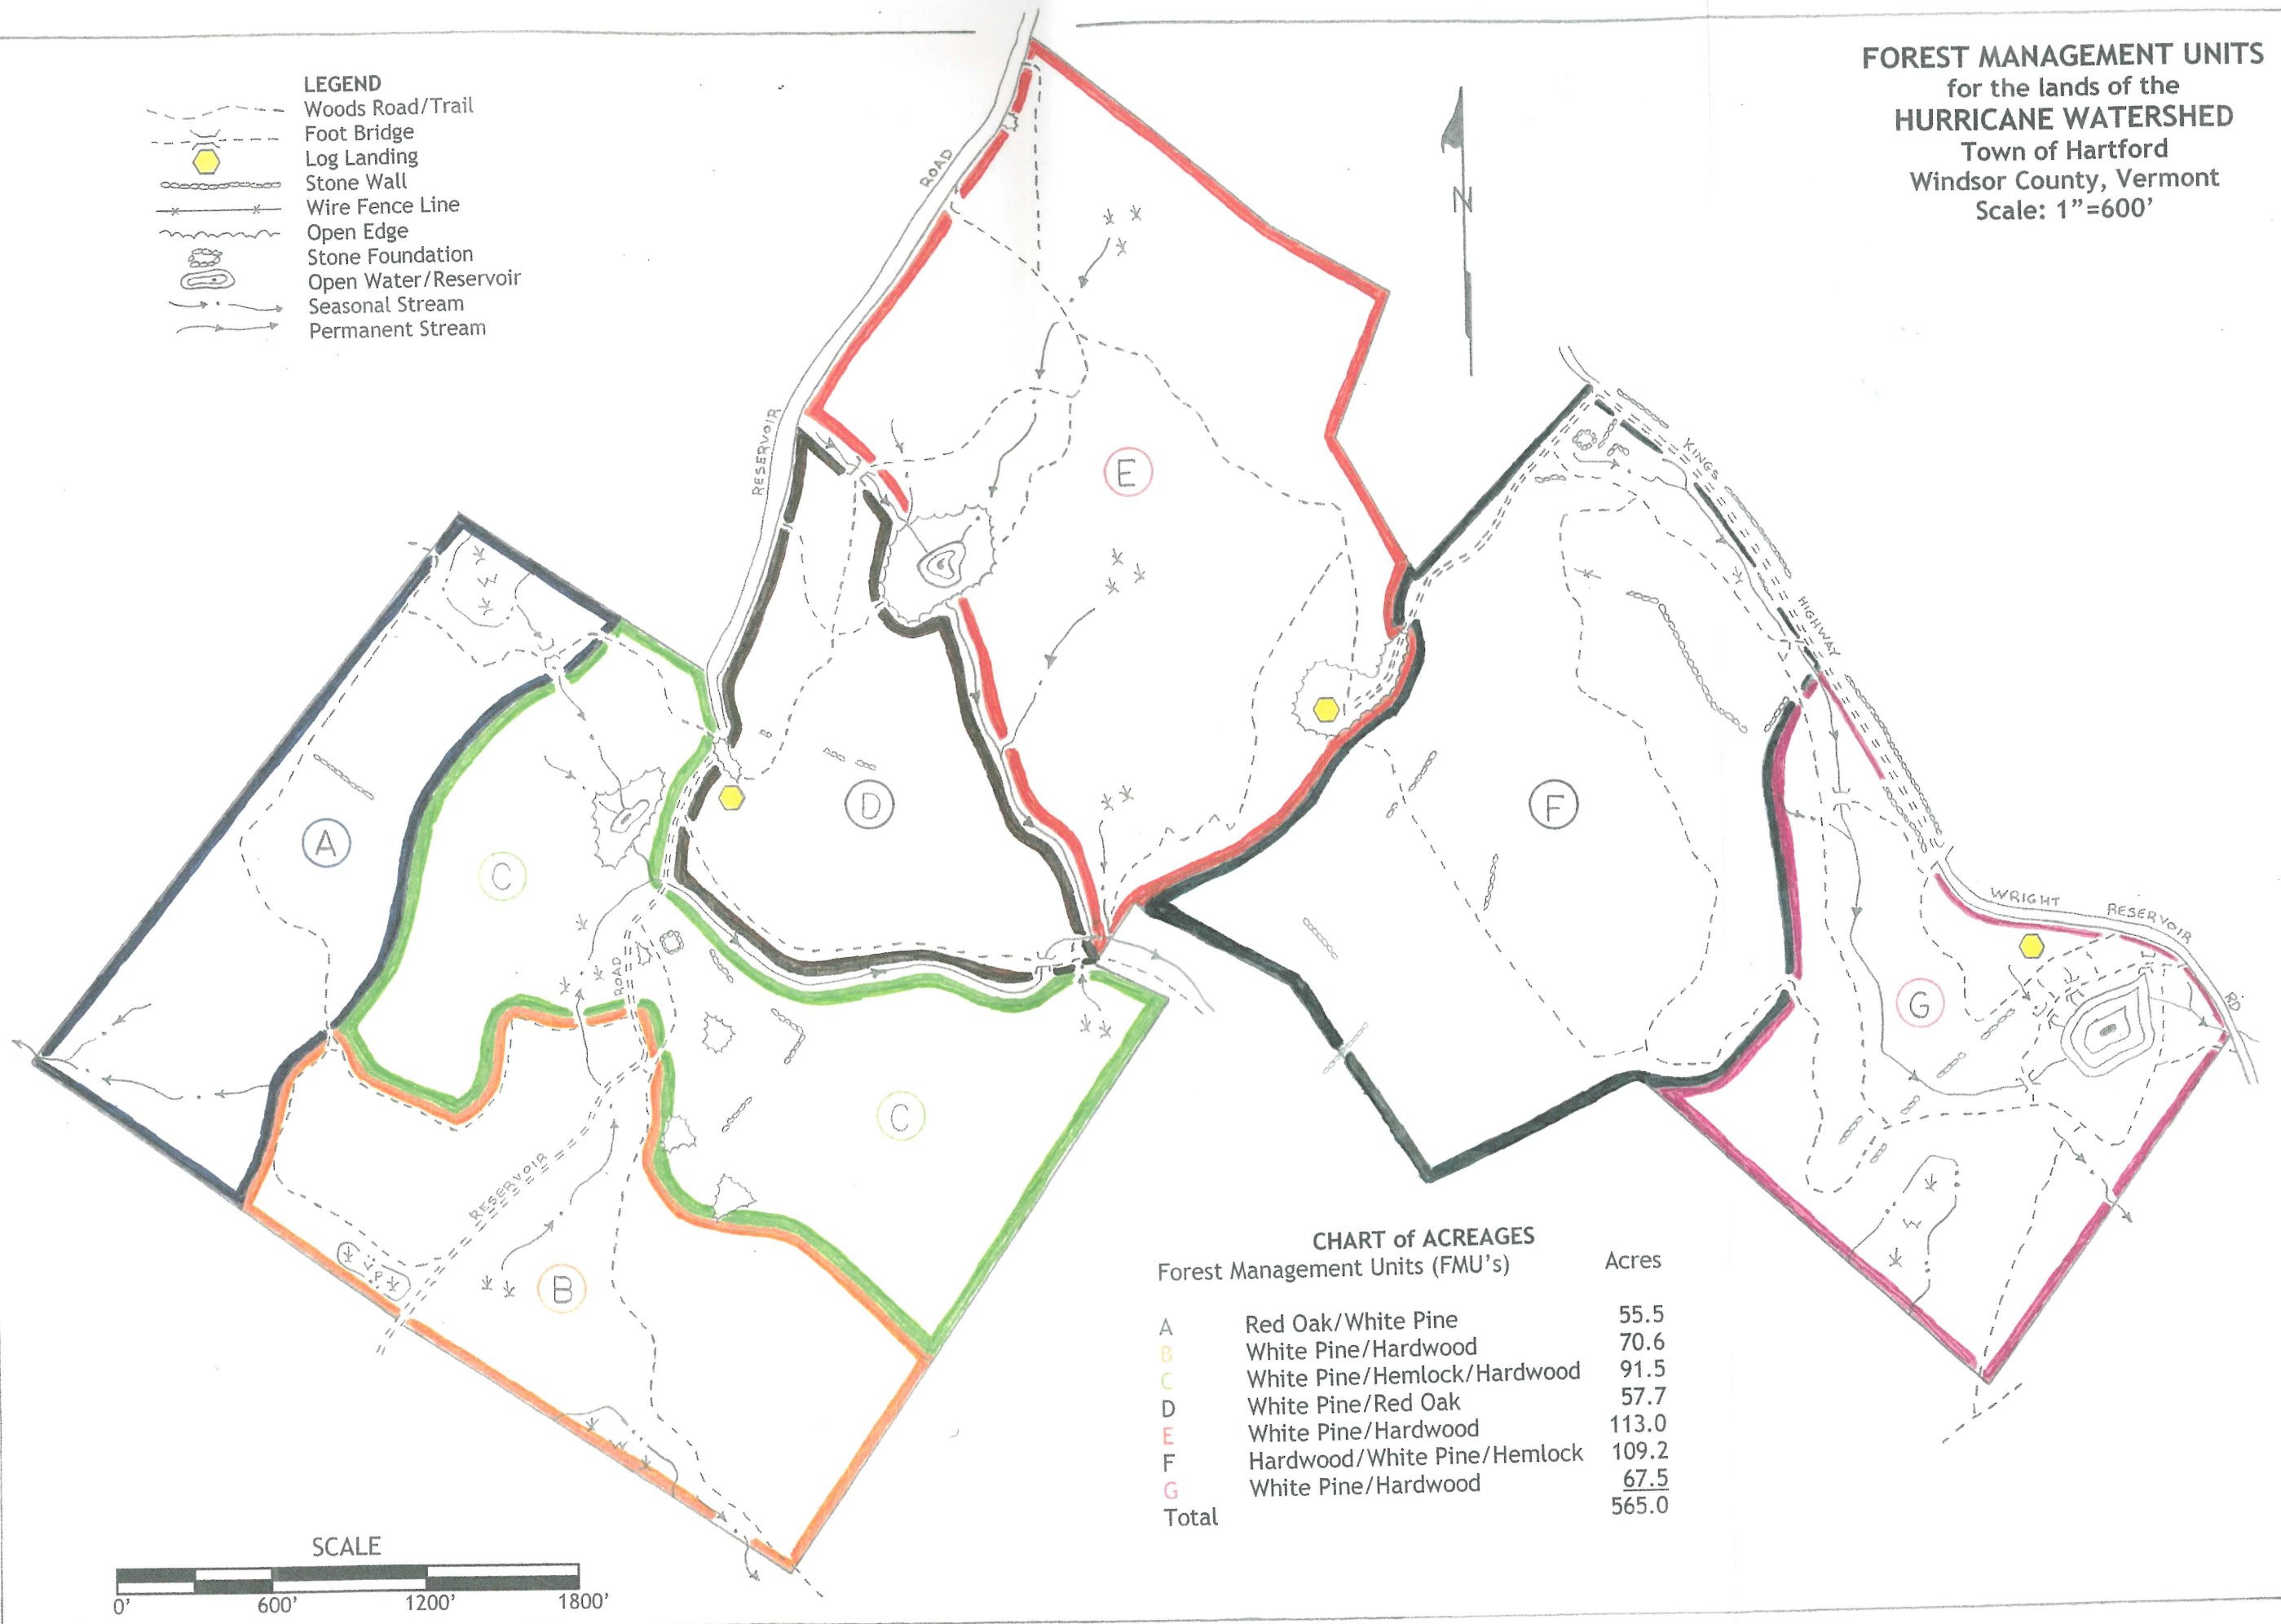 FOREST MANAGEMENT UNITS
for the lands of the
HURRICANE WATERSHED
Town of Hartford
Windsor County, Vermont
Scale: 1”=600’
LEGEND
Woods Road/Trail
Foot Bridge
Log Landing
Stone Wall
Wire Fence Line
Open Edge
Stone Foundation
Open Water/Reservoir
Seasonal Stream
Permanent Stream
N
ROAD
RESERVOIR
KINGS
HIGHWAY
E
A
C
D
F
WRIGHT RESERVOIR RD
G
ROAD
RESERVOIR
C
B
CHART of ACREAGES
Forest Management Units (FMU’s) Acres
A Red Oak/White Pine 55.5
B White Pine/Hardwood 70.6
C White Pine/Hemlock/Hardwood 91.5
D White Pine/Red Oak 57.7
E White Pine/Hardwood 113.0
F Hardwood/White Pine/Hemlock 109.2
G White Pine/Hardwood 67.5
Total 565.0
SCALE
0’ 600’ 1200’ 1800’